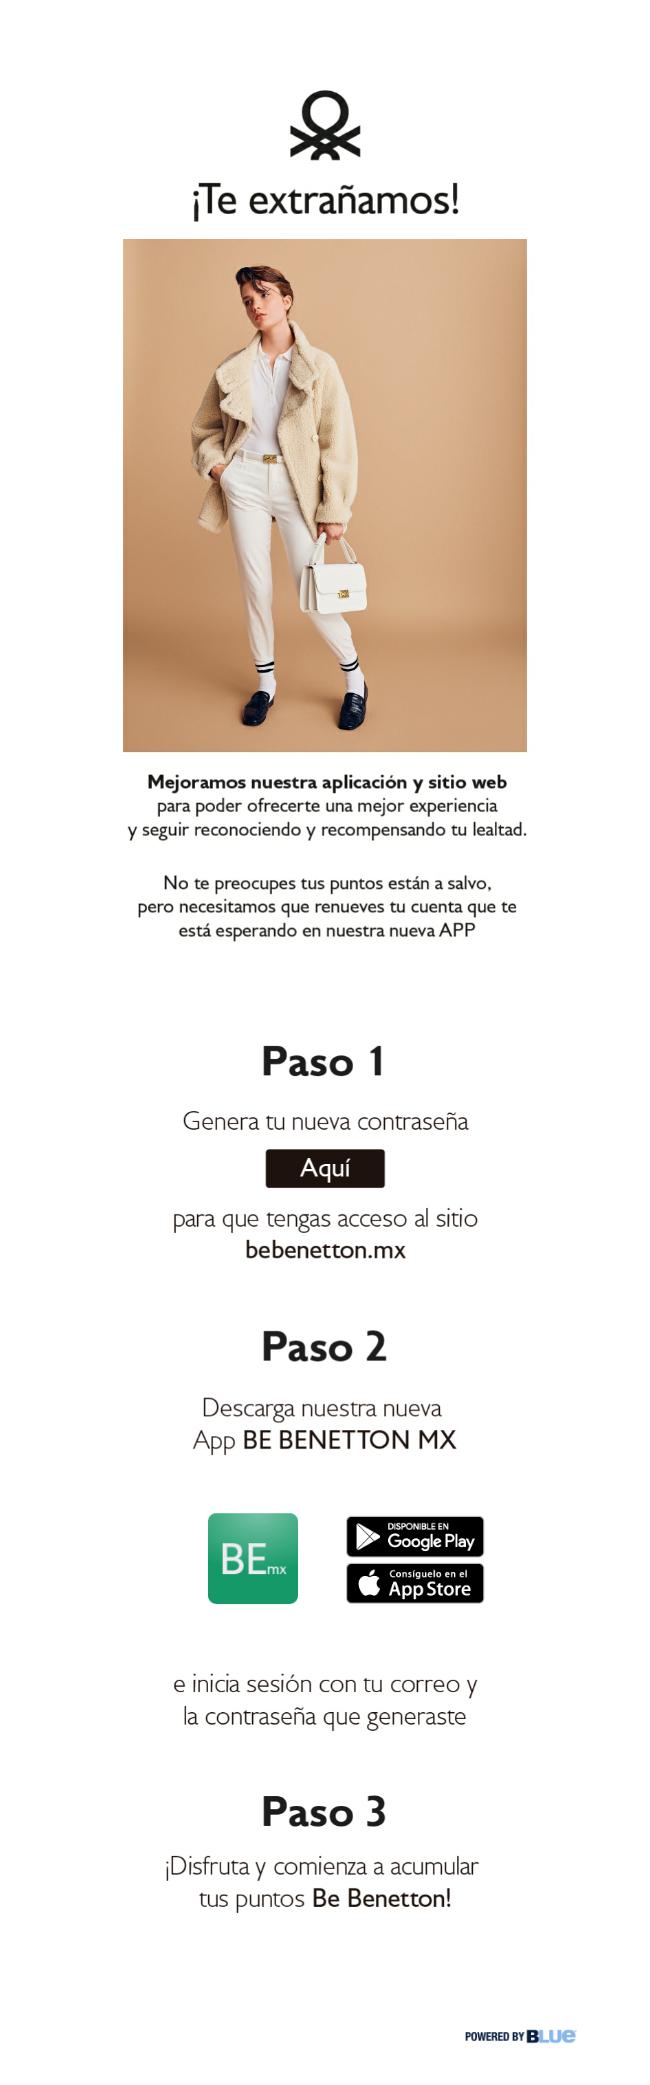 ¡Te extrañamos!
Mejoramos nuestra aplicación y sitio web
para poder ofrecerte una mejor experiencia
y seguir reconociendo y recompensando tu lealtad.
No te preocupes tus puntos están a salvo,
pero necesitamos que renueves tu cuenta que te
está esperando en nuestra nueva APP
Paso 1
Genera tu nueva contraseña
Aquí
para que tengas acceso al sitio
bebenetton.mx
Paso 2
Descarga nuestra nueva
App BE BENETTON MX
BEmx
DISPONIBLE EN
Google Play
Consíguelo en el
App Store
e inicia sesión con tu correo y
la contraseña que generaste
Paso 3
¡Disfruta y comienza a acumular
tus puntos Be Benetton!
POWERED BY BLUe